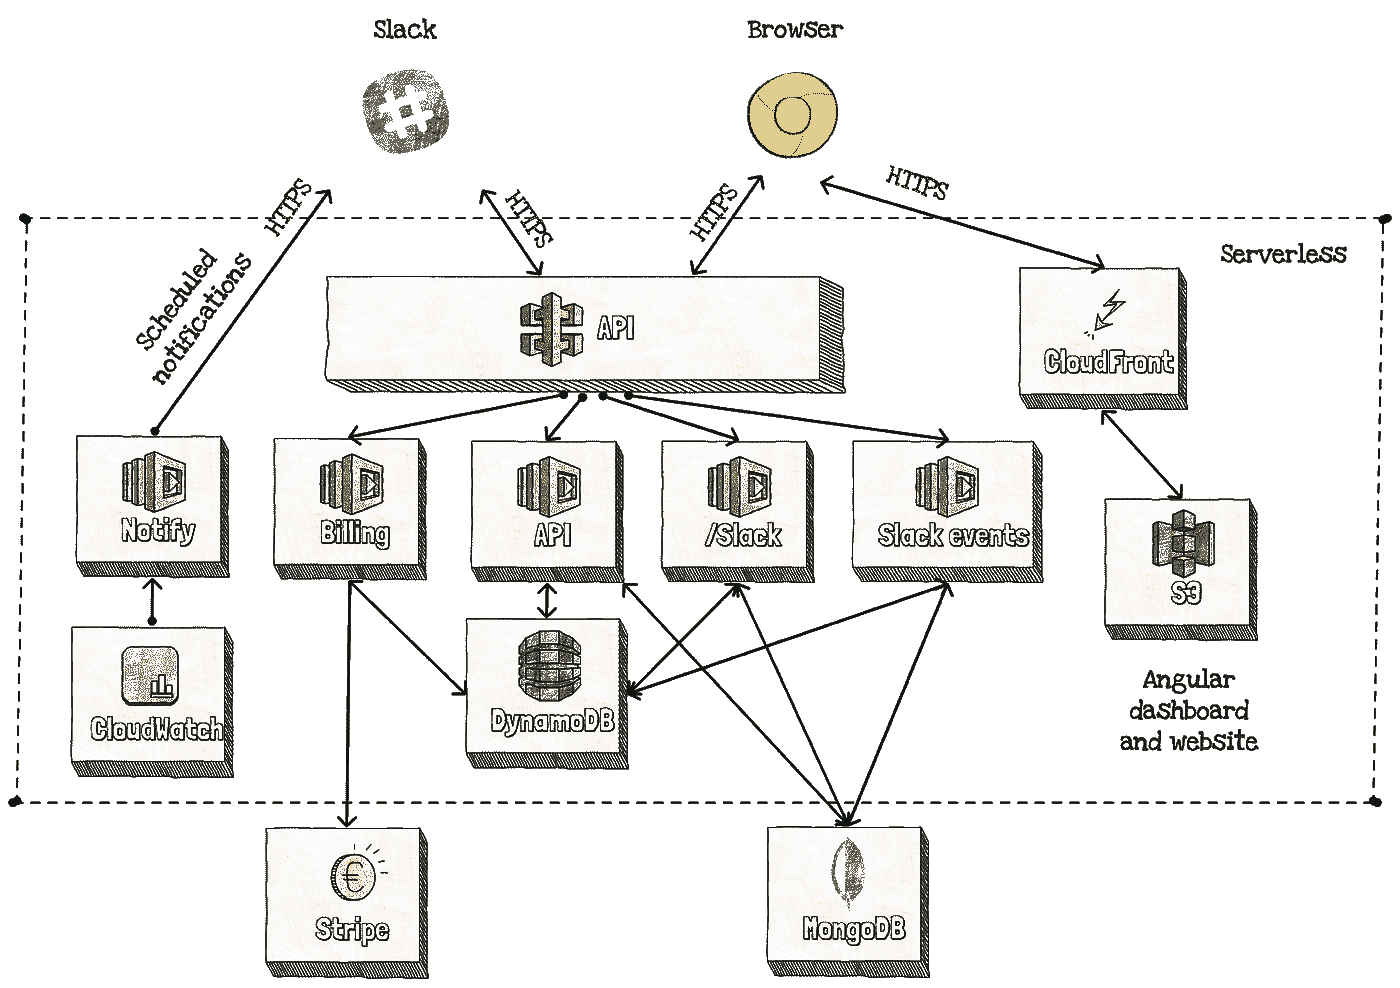 Slack
Browser
HTTPS
HTTPS
HTTPS
HTTPS
Scheduled
notifications
Serverless
API
CloudFront
Notify
Billing
API
/Slack
Slack events
S3
CloudWatch
DynamoDB
Angular
dashboard
and website
€
Stripe
MongoDB